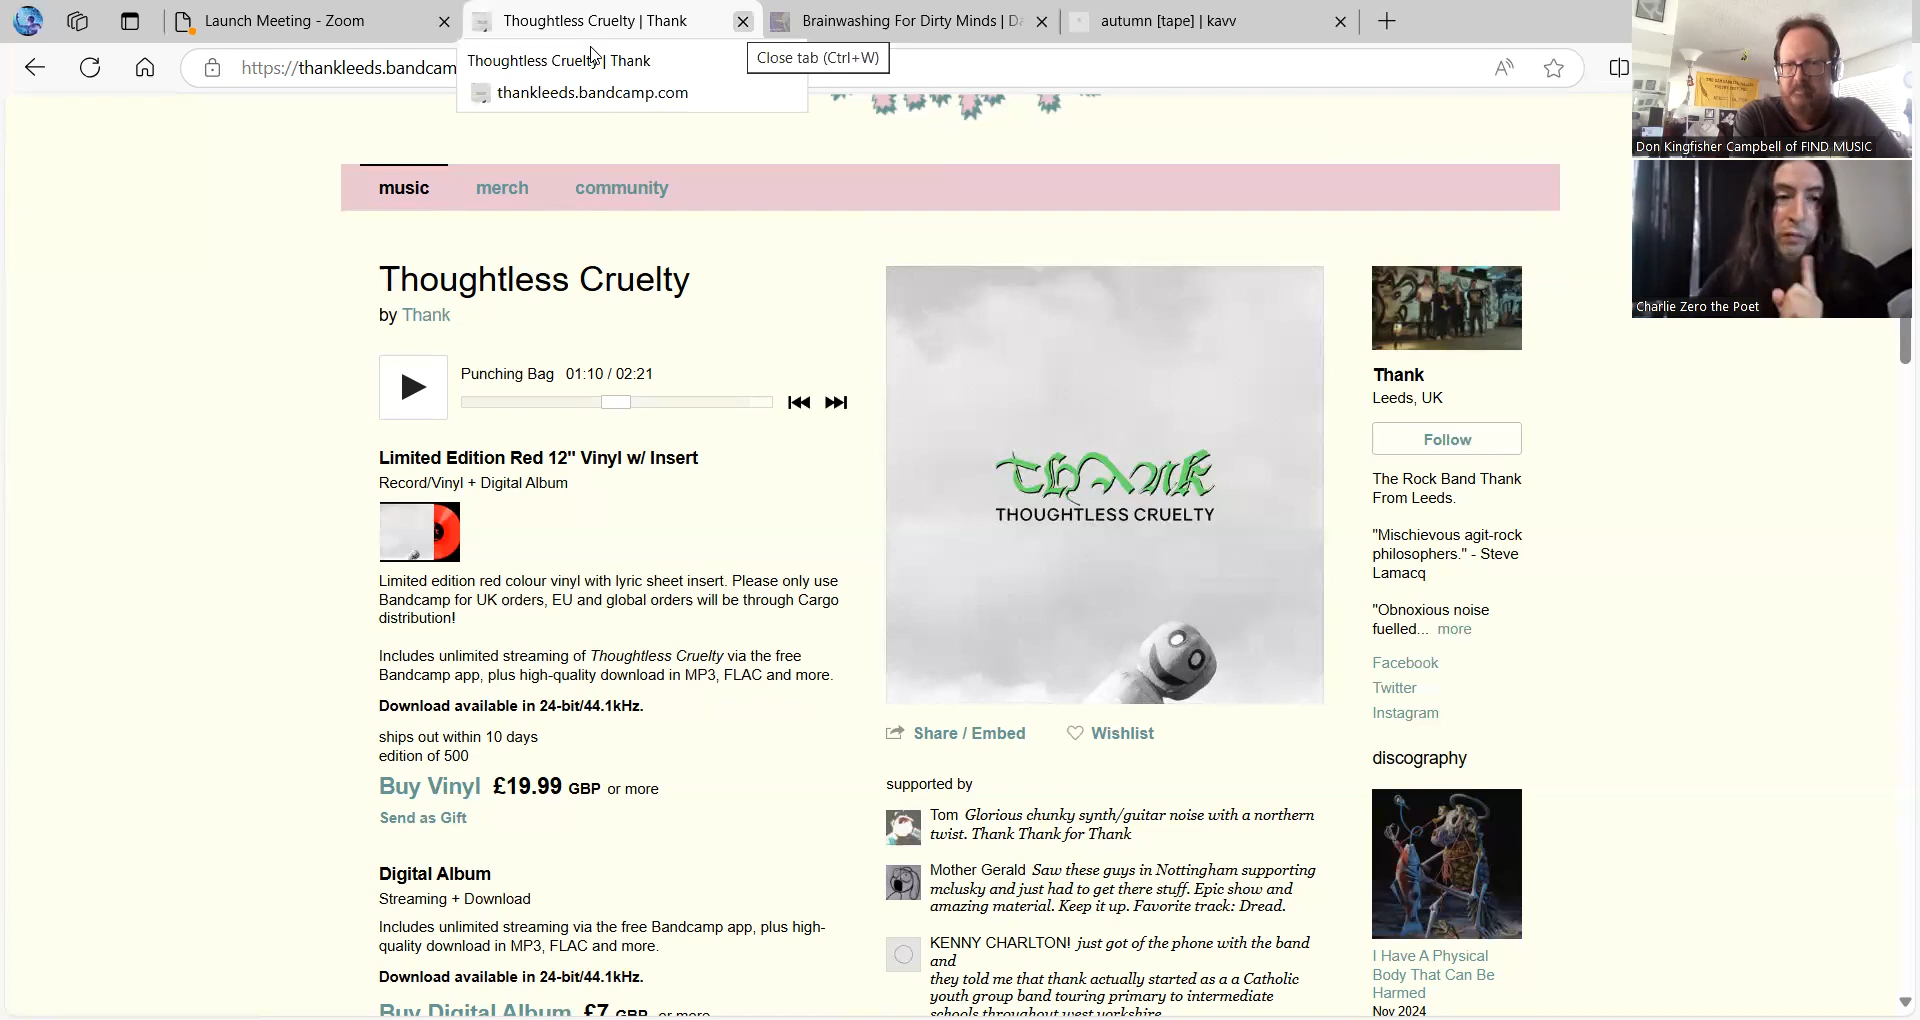 Launch Meeting - Zoom
Thoughtless Cruelty | Thank
Brainwashing For Dirty Minds | Da
autumn [tape] | kavv
https://thankleeds.bandcam
Thoughtless Cruelty | Thank
thankleeds.bandcamp.com
Close tab (Ctrl+W)
Don Kingfisher Campbell of FIND MUSIC
Charlie Zero the Poet
music
merch
community
Thoughtless Cruelty
by Thank
Punching Bag 01:10 / 02:21
Limited Edition Red 12" Vinyl w/ Insert
Record/Vinyl + Digital Album
Limited edition red colour vinyl with lyric sheet insert. Please only use
Bandcamp for UK orders, EU and global orders will be through Cargo
distribution!
Includes unlimited streaming of Thoughtless Cruelty via the free
Bandcamp app, plus high-quality download in MP3, FLAC and more.
Download available in 24-bit/44.1kHz.
ships out within 10 days
edition of 500
Buy Vinyl £19.99 GBP or more
Send as Gift
Digital Album
Streaming + Download
Includes unlimited streaming via the free Bandcamp app, plus high-
quality download in MP3, FLAC and more.
Download available in 24-bit/44.1kHz.
Buy Digital Album £7 GBP or more
THANK
THOUGHTLESS CRUELTY
Share / Embed
Wishlist
supported by
Tom Glorious chunky synth/guitar noise with a northern
twist. Thank Thank for Thank
Mother Gerald Saw these guys in Nottingham supporting
mclusky and just had to get there stuff. Epic show and
amazing material. Keep it up. Favorite track: Dread.
KENNY CHARLTON! just got of the phone with the band
and
they told me that thank actually started as a a Catholic
youth group band touring primary to intermediate
schools throughout west yorkshire
Thank
Leeds, UK
Follow
The Rock Band Thank
From Leeds.
"Mischievous agit-rock
philosophers." - Steve
Lamacq
"Obnoxious noise
fuelled... more
Facebook
Twitter
Instagram
discography
I Have A Physical
Body That Can Be
Harmed
Nov 2024